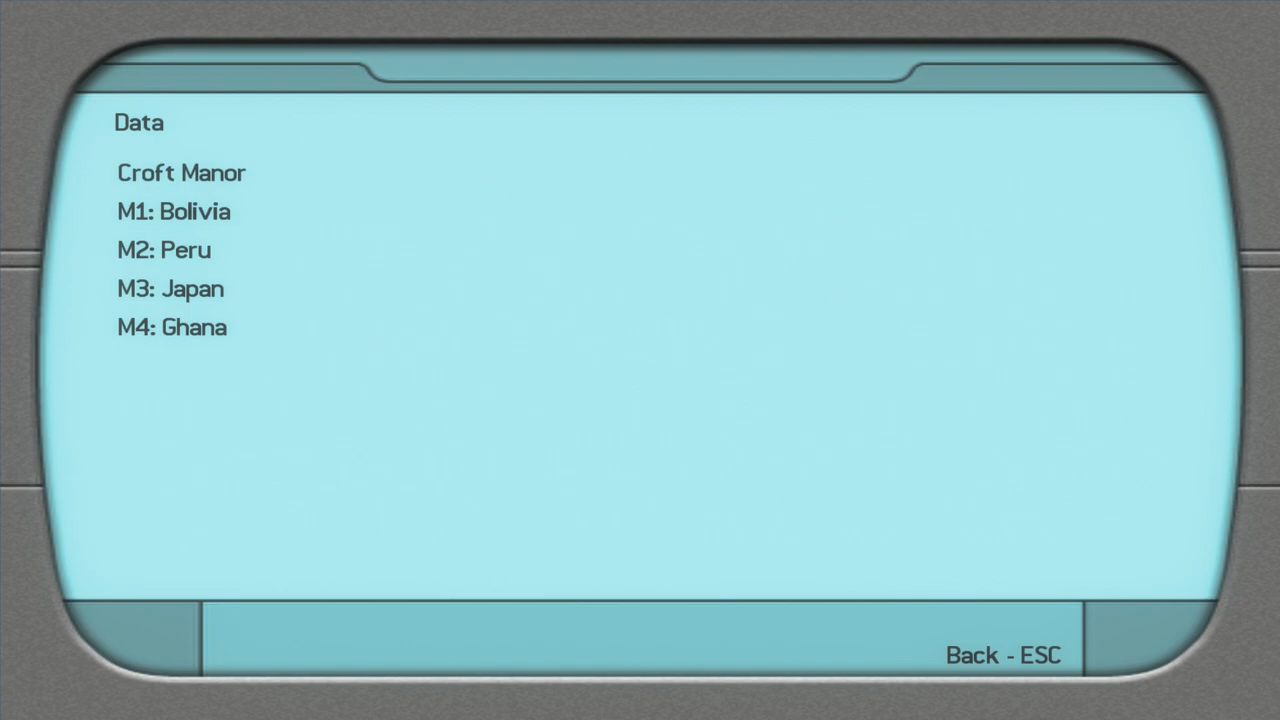 Data
Croft Manor
M1: Bolivia
M2: Peru
M3: Japan
M4: Ghana
Back - ESC